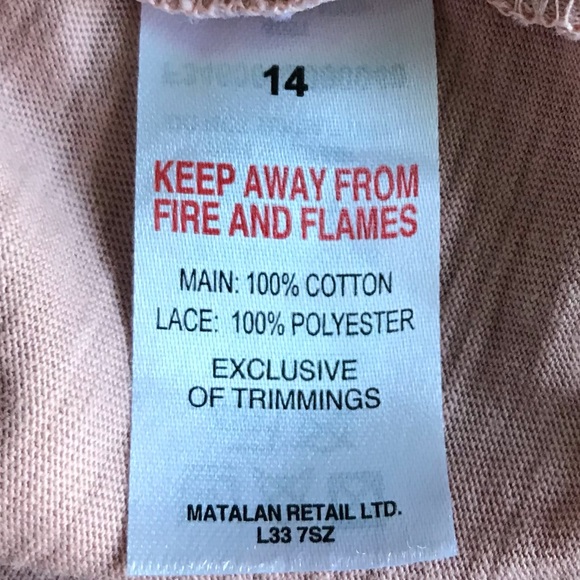 14
KEEP AWAY FROM
FIRE AND FLAMES
MAIN: 100% COTTON
LACE: 100% POLYESTER
EXCLUSIVE
OF TRIMMINGS
MATALAN RETAIL LTD.
L33 7SZ